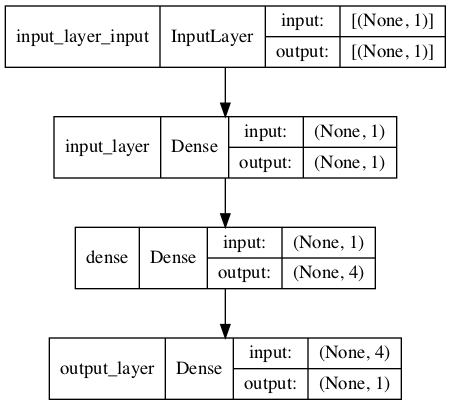 input_layer_input InputLayer input: [(None, 1)]
output: [(None, 1)]
input_layer Dense input: (None, 1)
output: (None, 1)
dense Dense input: (None, 1)
output: (None, 4)
output_layer Dense input: (None, 4)
output: (None, 1)